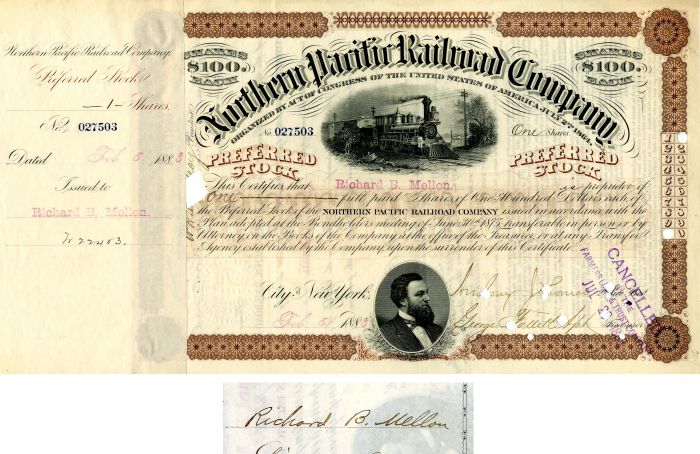 Northern Pacific Railroad Company.
Preferred Stock
—1— Shares.
No. 027503
Dated Feb 5, 1883
Issued to
Richard B. Mellon.
SHARES
$100.
EACH
SHARES
$100.
EACH
Northern Pacific Railroad Company
ORGANIZED BY ACT OF CONGRESS OF THE UNITED STATES OF AMERICA JULY 2ND 1864.
No. 027503
One Shares.
PREFERRED
STOCK
PREFERRED
STOCK
This Certifies that Richard B. Mellon. is proprietor of
One full paid Shares of One Hundred Dollars each of
the Preferred Stock of the NORTHERN PACIFIC RAILROAD COMPANY issued in accordance with the
Plan adopted at the Bondholders meeting of June 30th 1875 transferable in person or by
Attorney in the Books of the Company at the office of the Treasurer, or at any Transfer
Agency established by the Company, upon the surrender of this Certificate.
City of New York,
Feb 5 1883
Treasurer
CANCELLED
FARMERS LOAN & TRUST
Richard B. Mellon